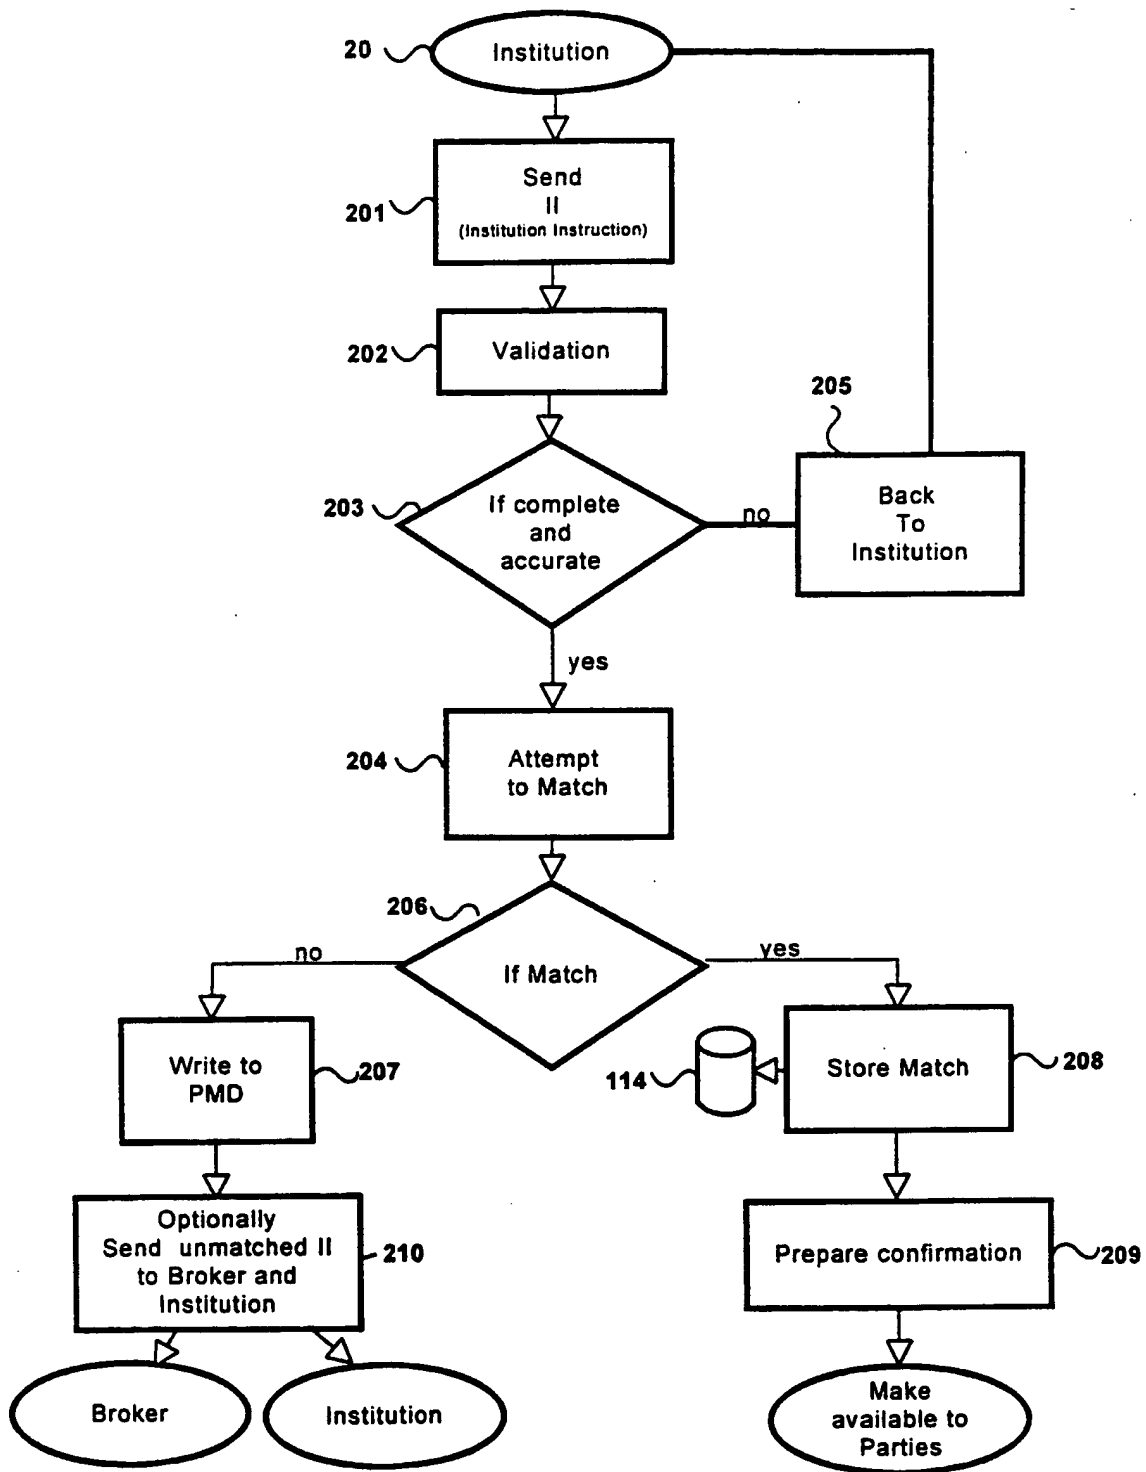 20
Institution
201
Send
II
(Institution Instruction)
202
Validation
205
203
If complete
and
accurate
no
Back
To
Institution
yes
204
Attempt
to Match
206
If Match
no
yes
Write to
PMD
207
114
Store Match
208
Optionally
Send unmatched II
to Broker and
Institution
210
Prepare confirmation
209
Broker
Institution
Make
available to
Parties